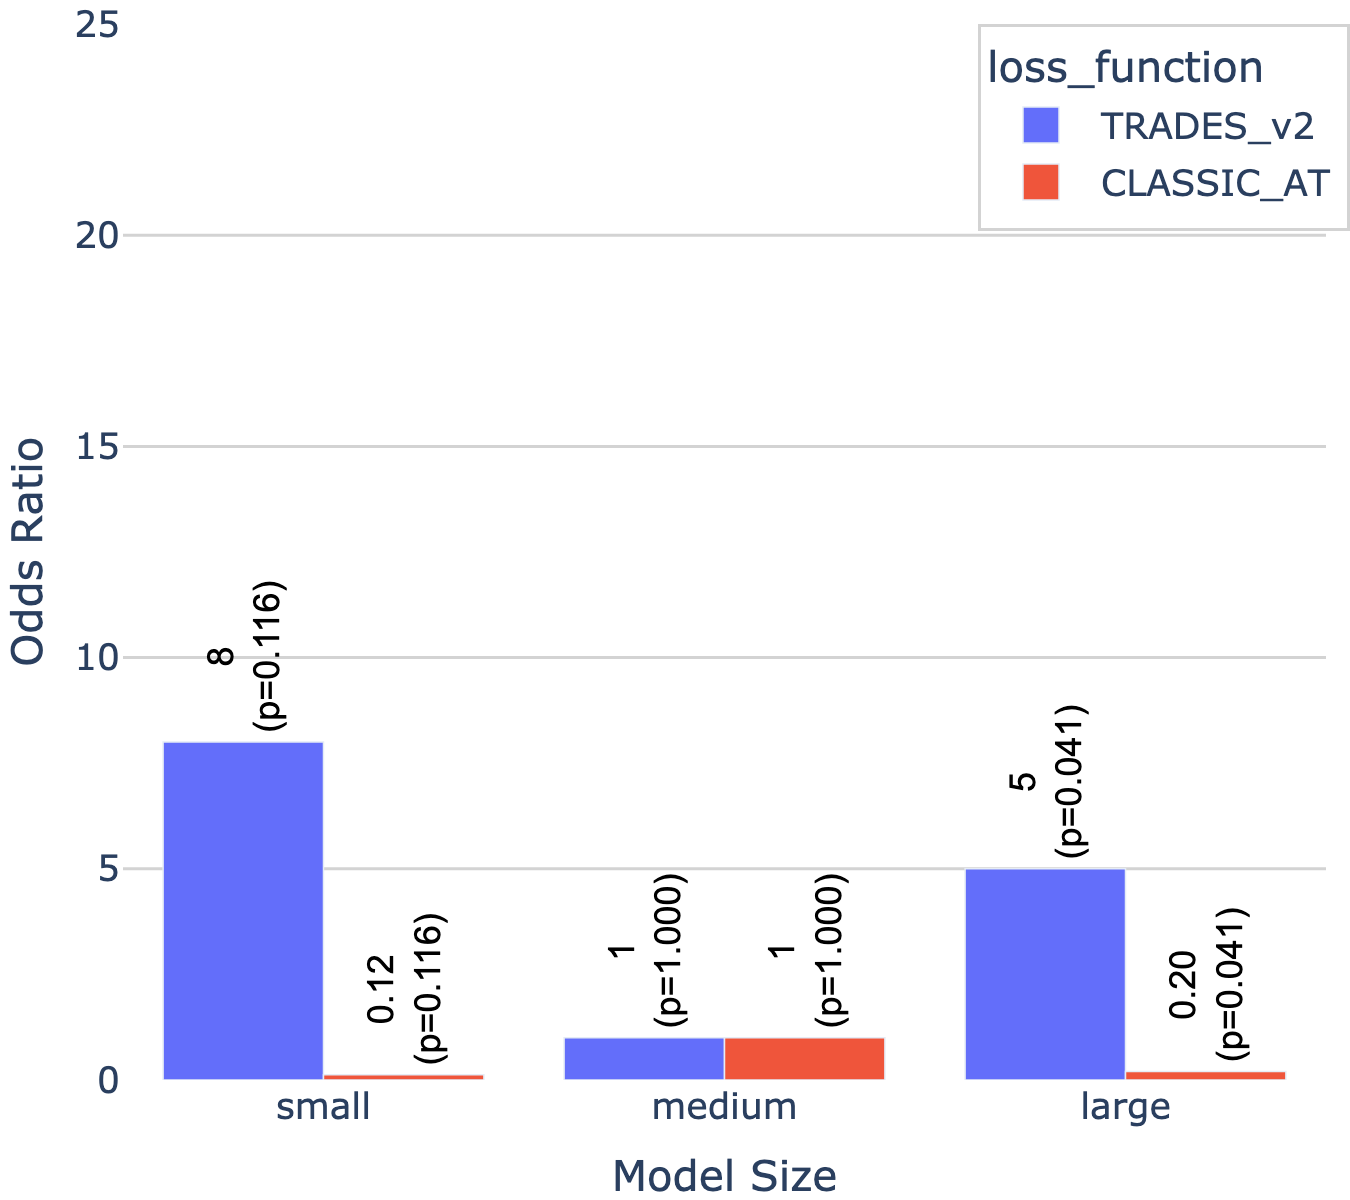 25
20
15
10
5
0
Odds Ratio
loss_function
TRADES_v2
CLASSIC_AT
8
(p=0.116)
0.12
(p=0.116)
1
(p=1.000)
1
(p=1.000)
5
(p=0.041)
0.20
(p=0.041)
small
medium
large
Model Size